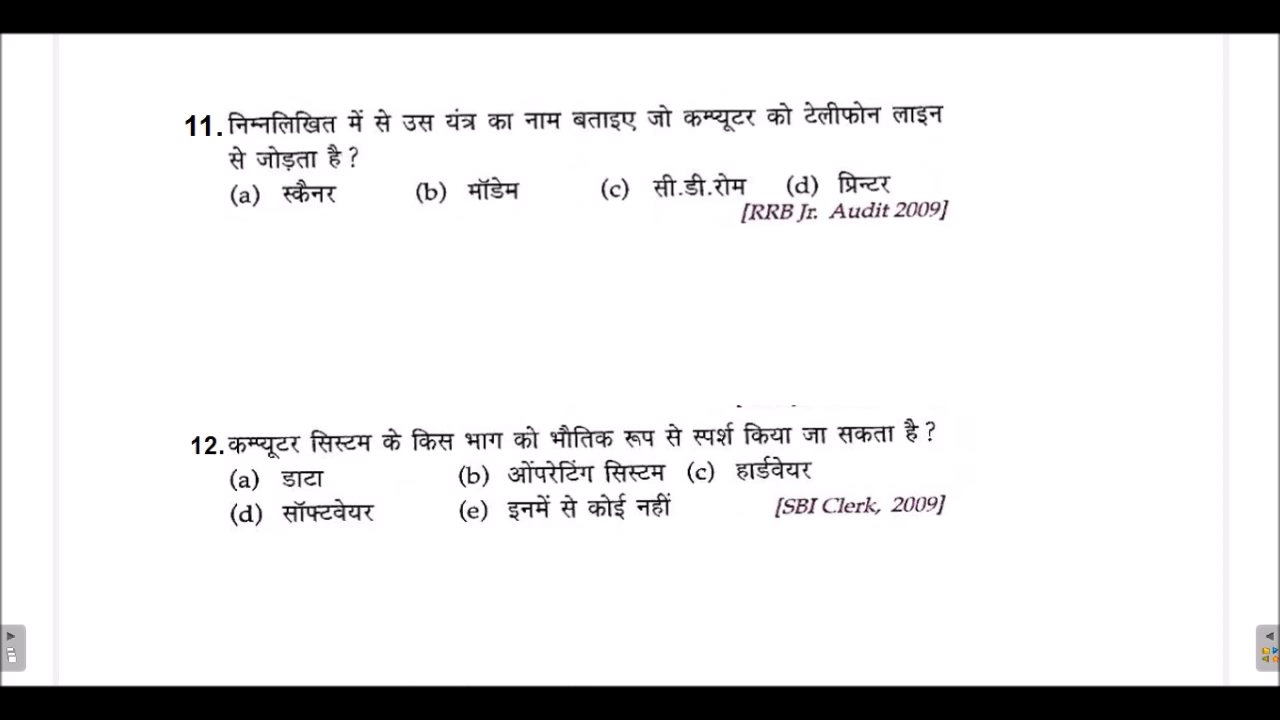 11. निम्नलिखित में से उस यंत्र का नाम बताइए जो कम्प्यूटर को टेलीफोन लाइन
से जोड़ता है ?
(a) स्कैनर (b) मॉडेम (c) सी.डी.रोम (d) प्रिन्टर
[RRB Jr. Audit 2009]
12. कम्प्यूटर सिस्टम के किस भाग को भौतिक रूप से स्पर्श किया जा सकता है ?
(a) डाटा (b) ओंपरेटिंग सिस्टम (c) हार्डवेयर
(d) सॉफ्टवेयर (e) इनमें से कोई नहीं [SBI Clerk, 2009]